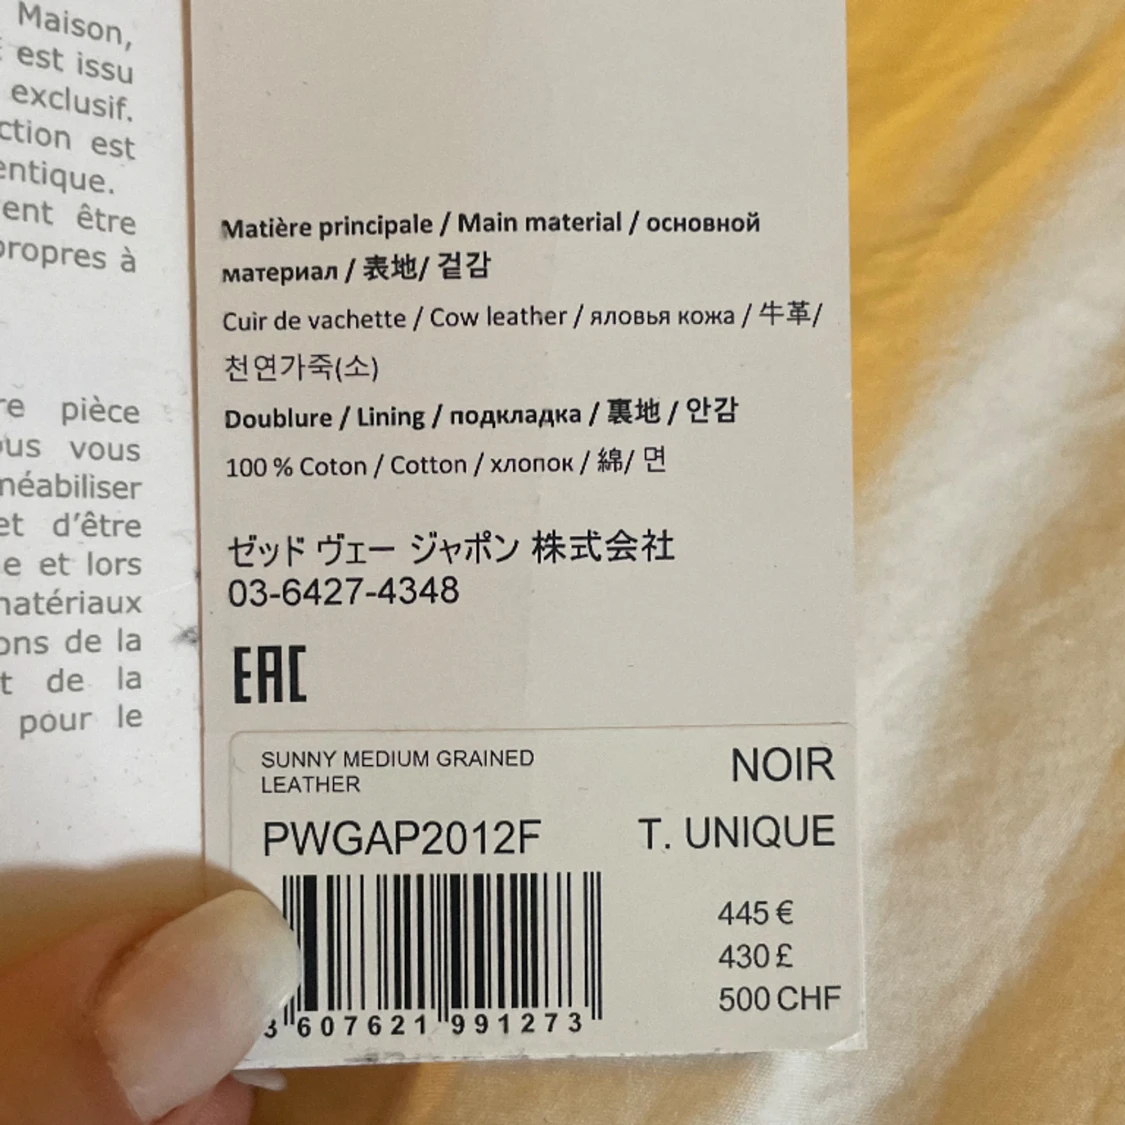 Maison,
est issu
exclusif.
ction est
entique.
ent être
propres à
re pièce
ous vous
méabiliser
et d'être
e et lors
matériaux
ons de la
t de la
pour le
Matière principale / Main material / основной
материал / 表地/ 겉감
Cuir de vachette / Cow leather / яловья кожа / 牛革/
천연가죽(소)
Doublure / Lining / подкладка / 裏地 / 안감
100 % Coton / Cotton / хлопок / 綿/ 면
ゼッド ヴェー ジャポン 株式会社
03-6427-4348
EAC
SUNNY MEDIUM GRAINED
LEATHER
NOIR
PWGAP2012F
T. UNIQUE
445 €
430 £
500 CHF
3 607621 991273